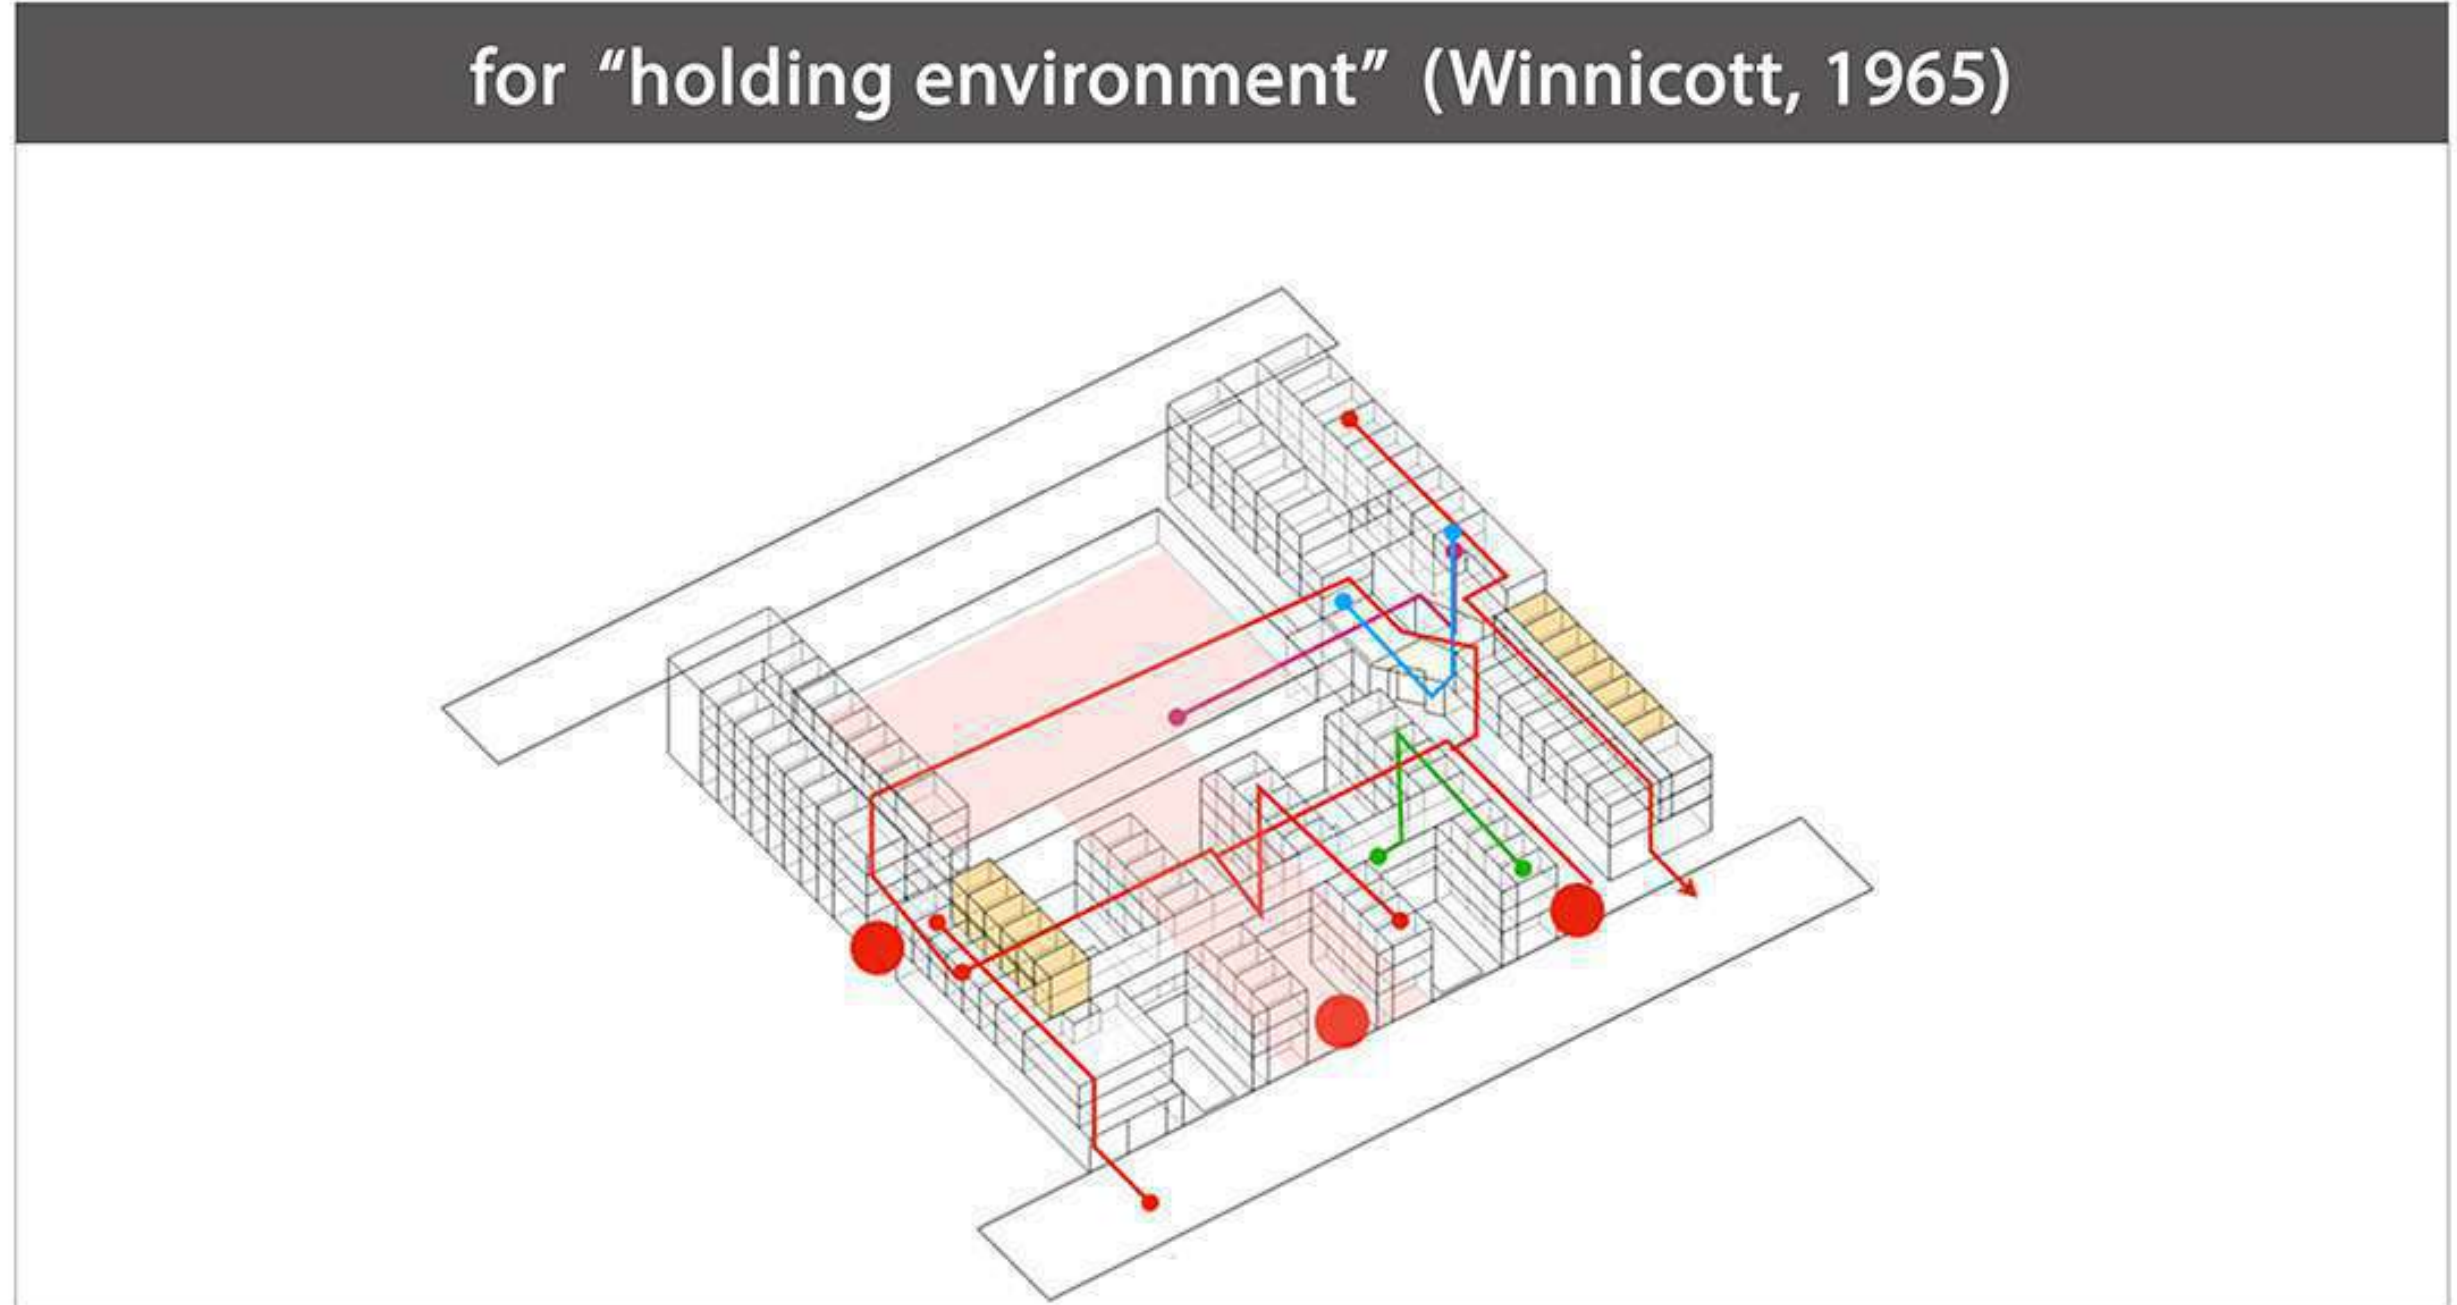 for “holding environment” (Winnicott, 1965)